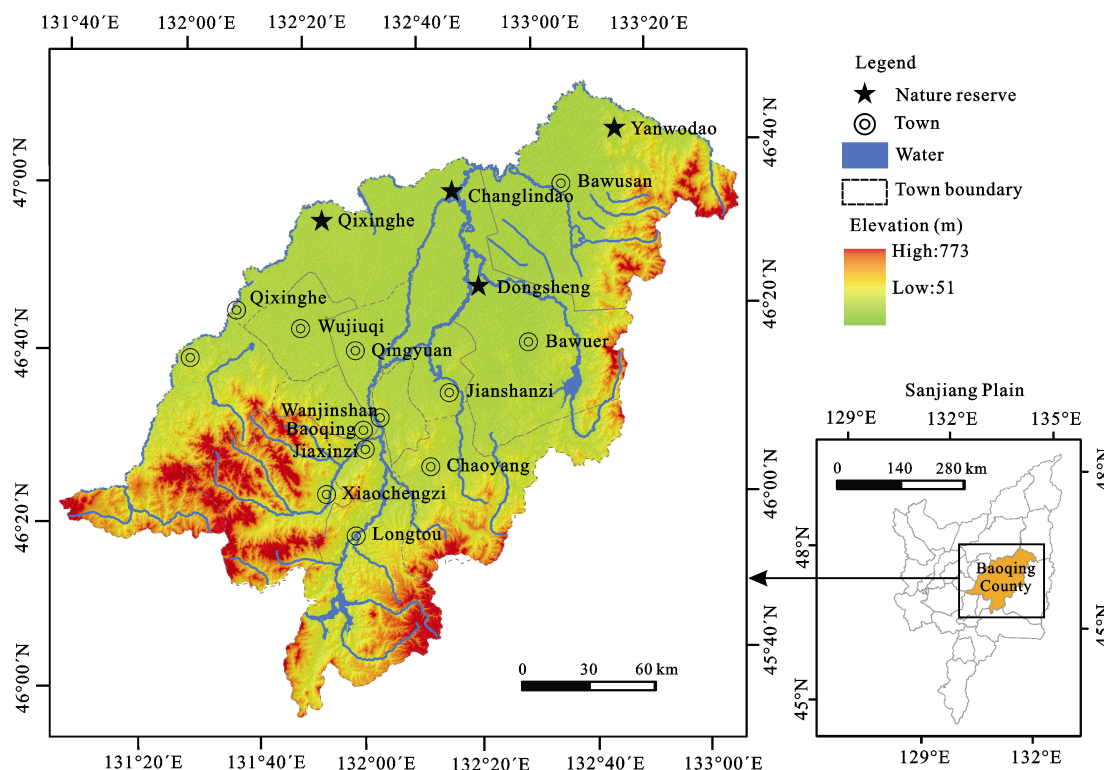 131°40′E 132°00′E 132°20′E 132°40′E 133°00′E 133°20′E
Legend
Nature reserve
Town
Water
Town boundary
Elevation (m)
High:773
Low:51
47°00′N
46°40′N
46°20′N
46°00′N
46°40′N
46°20′N
46°00′N
45°40′N
Yanwodao
Bawusan
Changlindao
Qixinghe
Dongsheng
Qixinghe
Wujiuqi
Qingyuan
Bawuer
Jianshanzi
Wanjinshan
Baoqing
Jiaxinzi
Chaoyang
Xiaochengzi
Longtou
0 30 60 km
131°20′E 131°40′E 132°00′E 132°20′E 132°40′E 133°00′E
Sanjiang Plain
129°E 132°E 135°E
0 140 280 km
48°N
48°N
Baoqing
County
45°N
45°N
129°E 132°E